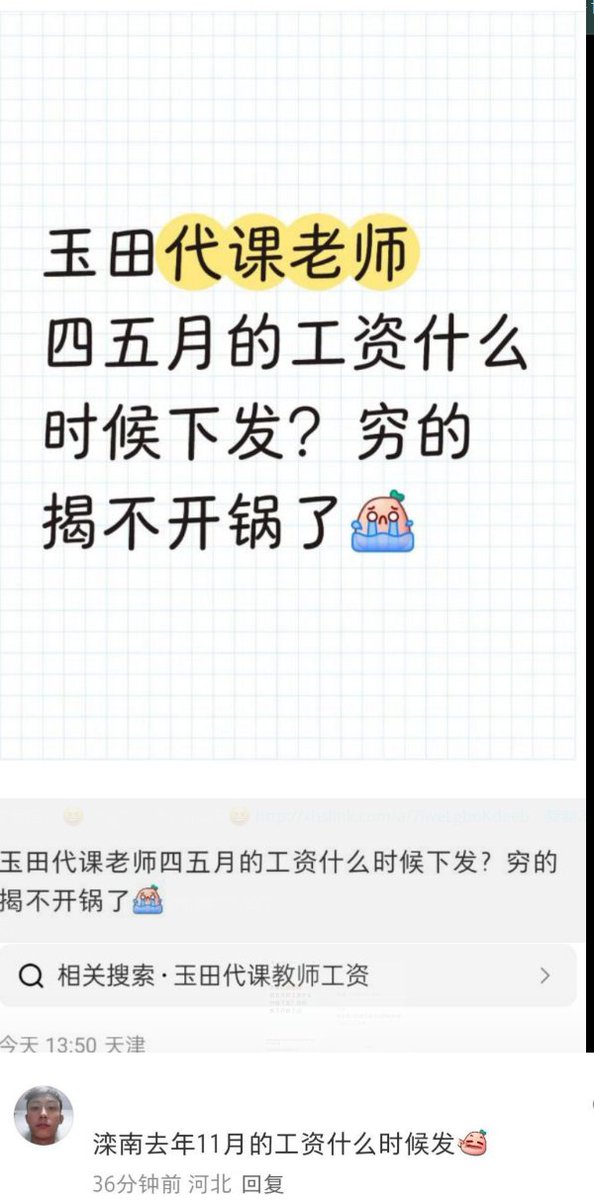 玉田代课老师
四五月的工资什么
时候下发？穷的
揭不开锅了
玉田代课老师四五月的工资什么时候下发？穷的
揭不开锅了
相关搜索·玉田代课教师工资
今天 13:50 天津
滦南去年11月的工资什么时候发
36分钟前 河北 回复